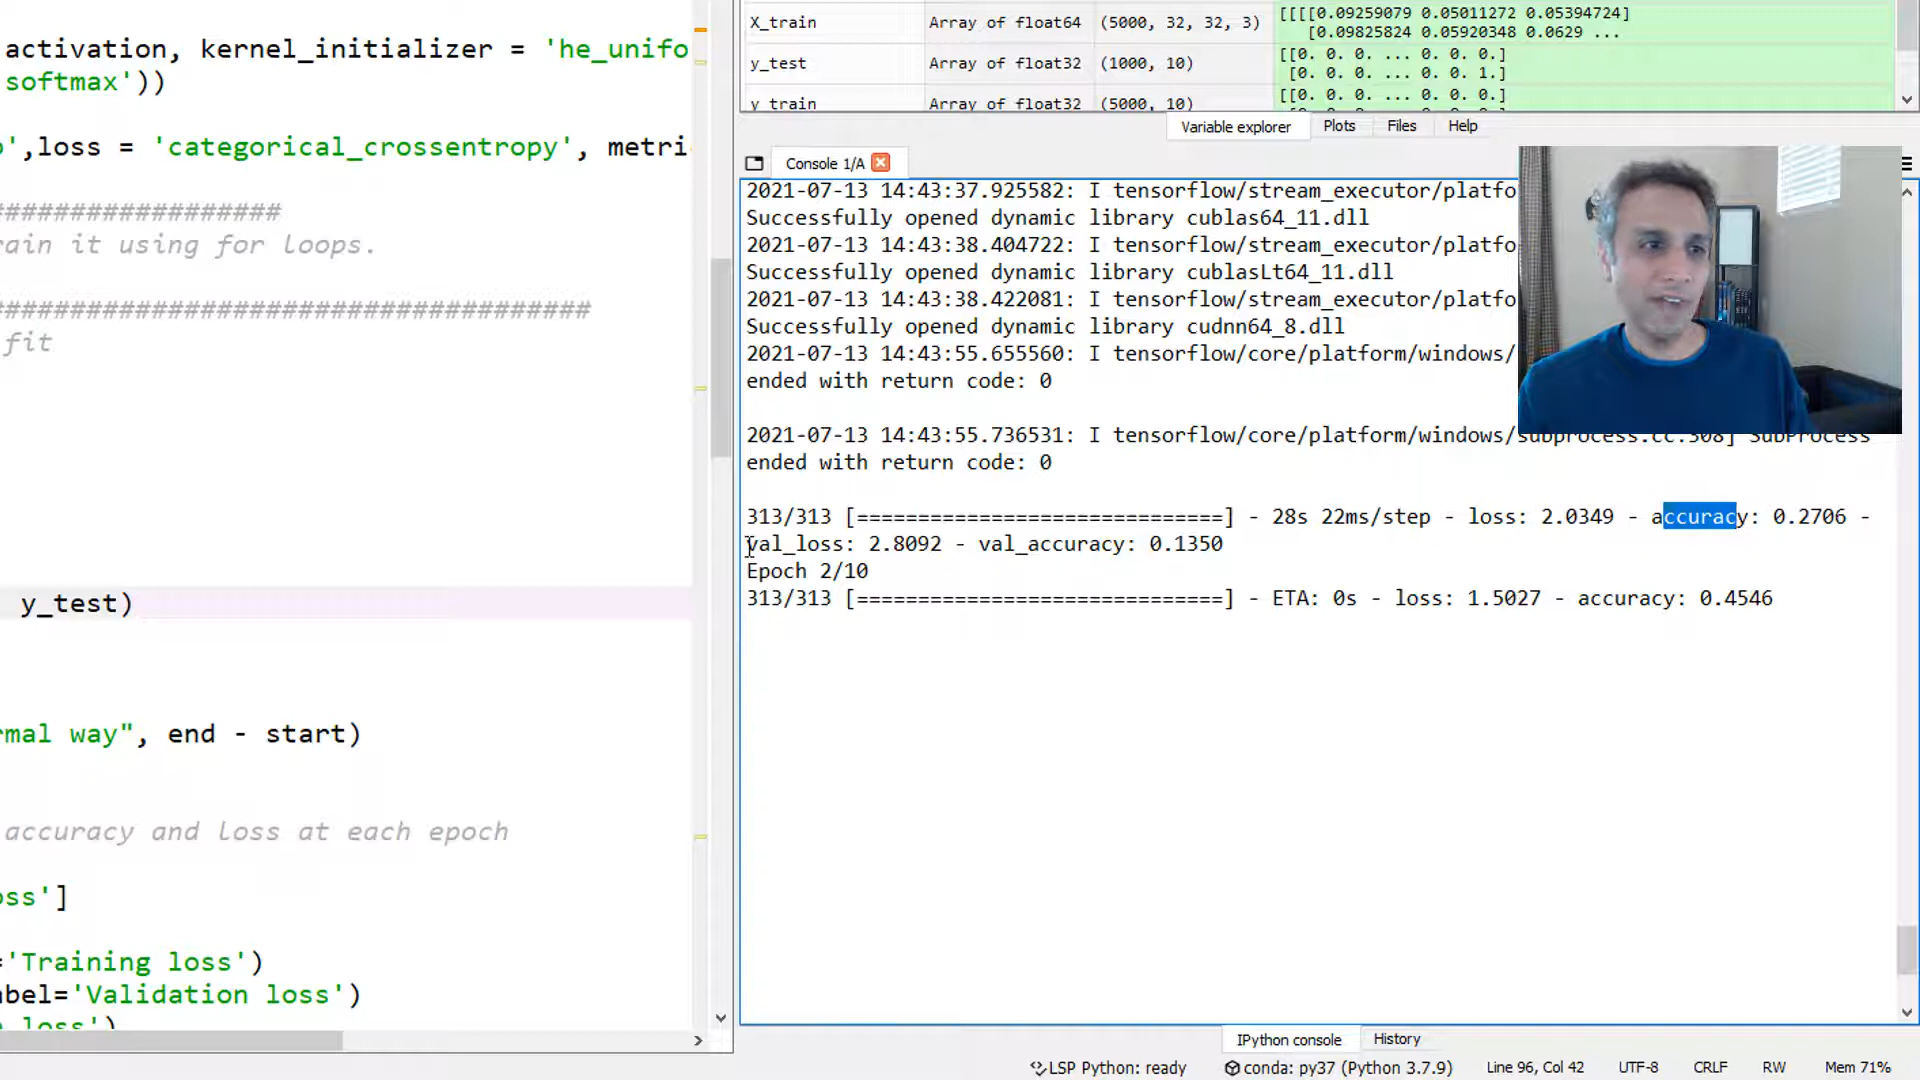 activation, kernel_initializer = 'he_unifo
softmax'))
',loss = 'categorical_crossentropy', metri
##################
rain it using for loops.
#####################################
fit
y_test)
rmal way", end - start)
accuracy and loss at each epoch
oss']
='Training loss')
abel='Validation loss')
loss')
X_train Array of float64 (5000, 32, 32, 3) [[[[0.09259079 0.05011272 0.05394724]
[0.09825824 0.05920348 0.0629 ...
y_test Array of float32 (1000, 10) [[0. 0. 0. ... 0. 0. 0.]
[0. 0. 0. ... 0. 0. 1.]
y_train Array of float32 (5000, 10) [[0. 0. 0. ... 0. 0. 0.]
Variable explorer Plots Files Help
Console 1/A
2021-07-13 14:43:37.925582: I tensorflow/stream_executor/platfo
Successfully opened dynamic library cublas64_11.dll
2021-07-13 14:43:38.404722: I tensorflow/stream_executor/platfo
Successfully opened dynamic library cublasLt64_11.dll
2021-07-13 14:43:38.422081: I tensorflow/stream_executor/platfo
Successfully opened dynamic library cudnn64_8.dll
2021-07-13 14:43:55.655560: I tensorflow/core/platform/windows/
ended with return code: 0
2021-07-13 14:43:55.736531: I tensorflow/core/platform/windows/subprocess.cc:308] SubProcess
ended with return code: 0
313/313 [==============================] - 28s 22ms/step - loss: 2.0349 - accuracy: 0.2706 -
val_loss: 2.8092 - val_accuracy: 0.1350
Epoch 2/10
313/313 [==============================] - ETA: 0s - loss: 1.5027 - accuracy: 0.4546
IPython console History
LSP Python: ready conda: py37 (Python 3.7.9) Line 96, Col 42 UTF-8 CRLF RW Mem 71%